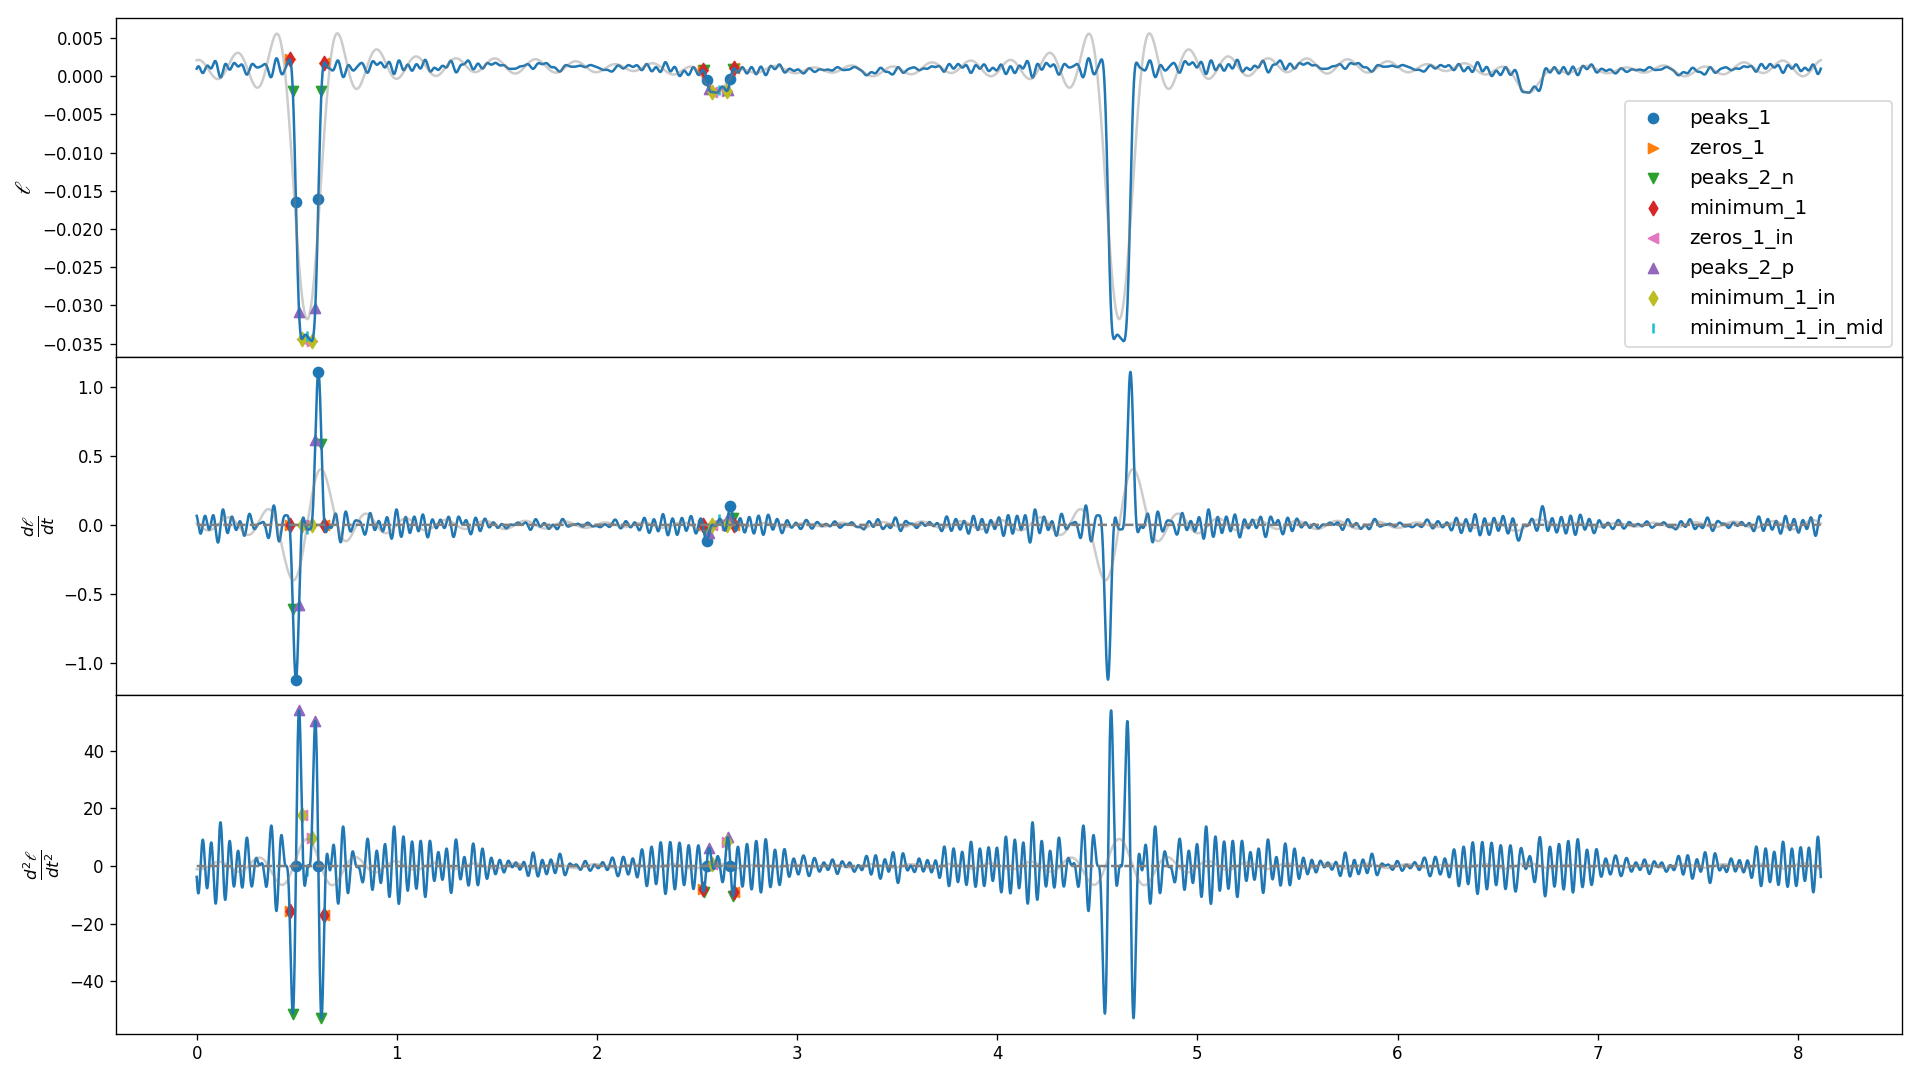 0.005
0.000
−0.005
−0.010
−0.015
−0.020
−0.025
−0.030
−0.035
ℓ
peaks_1
zeros_1
peaks_2_n
minimum_1
zeros_1_in
peaks_2_p
minimum_1_in
minimum_1_in_mid
1.0
0.5
0.0
−0.5
−1.0
dℓ
dt
40
20
0
−20
−40
d²ℓ
dt²
0 1 2 3 4 5 6 7 8